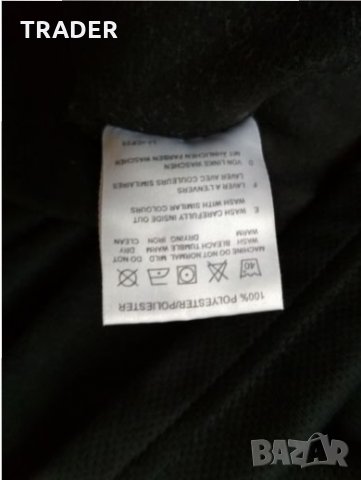 TRADER
100% POLYESTER/POLIESTER
40
MACHINE DO NOT NORMAL MILD DO NOT
WASH BLEACH TUMBLE IRON DRY
WARM DRYING WARM CLEAN
E WASH CAREFULLY INSIDE OUT
WASH WITH SIMILAR COLOURS
F LAVER A L'ENVERS
LAVER AVEC COULEURS SIMILAIRES
D VON LINKS WASCHEN
MIT ÄHNLICHEN FARBEN WASCHEN
BAZAR